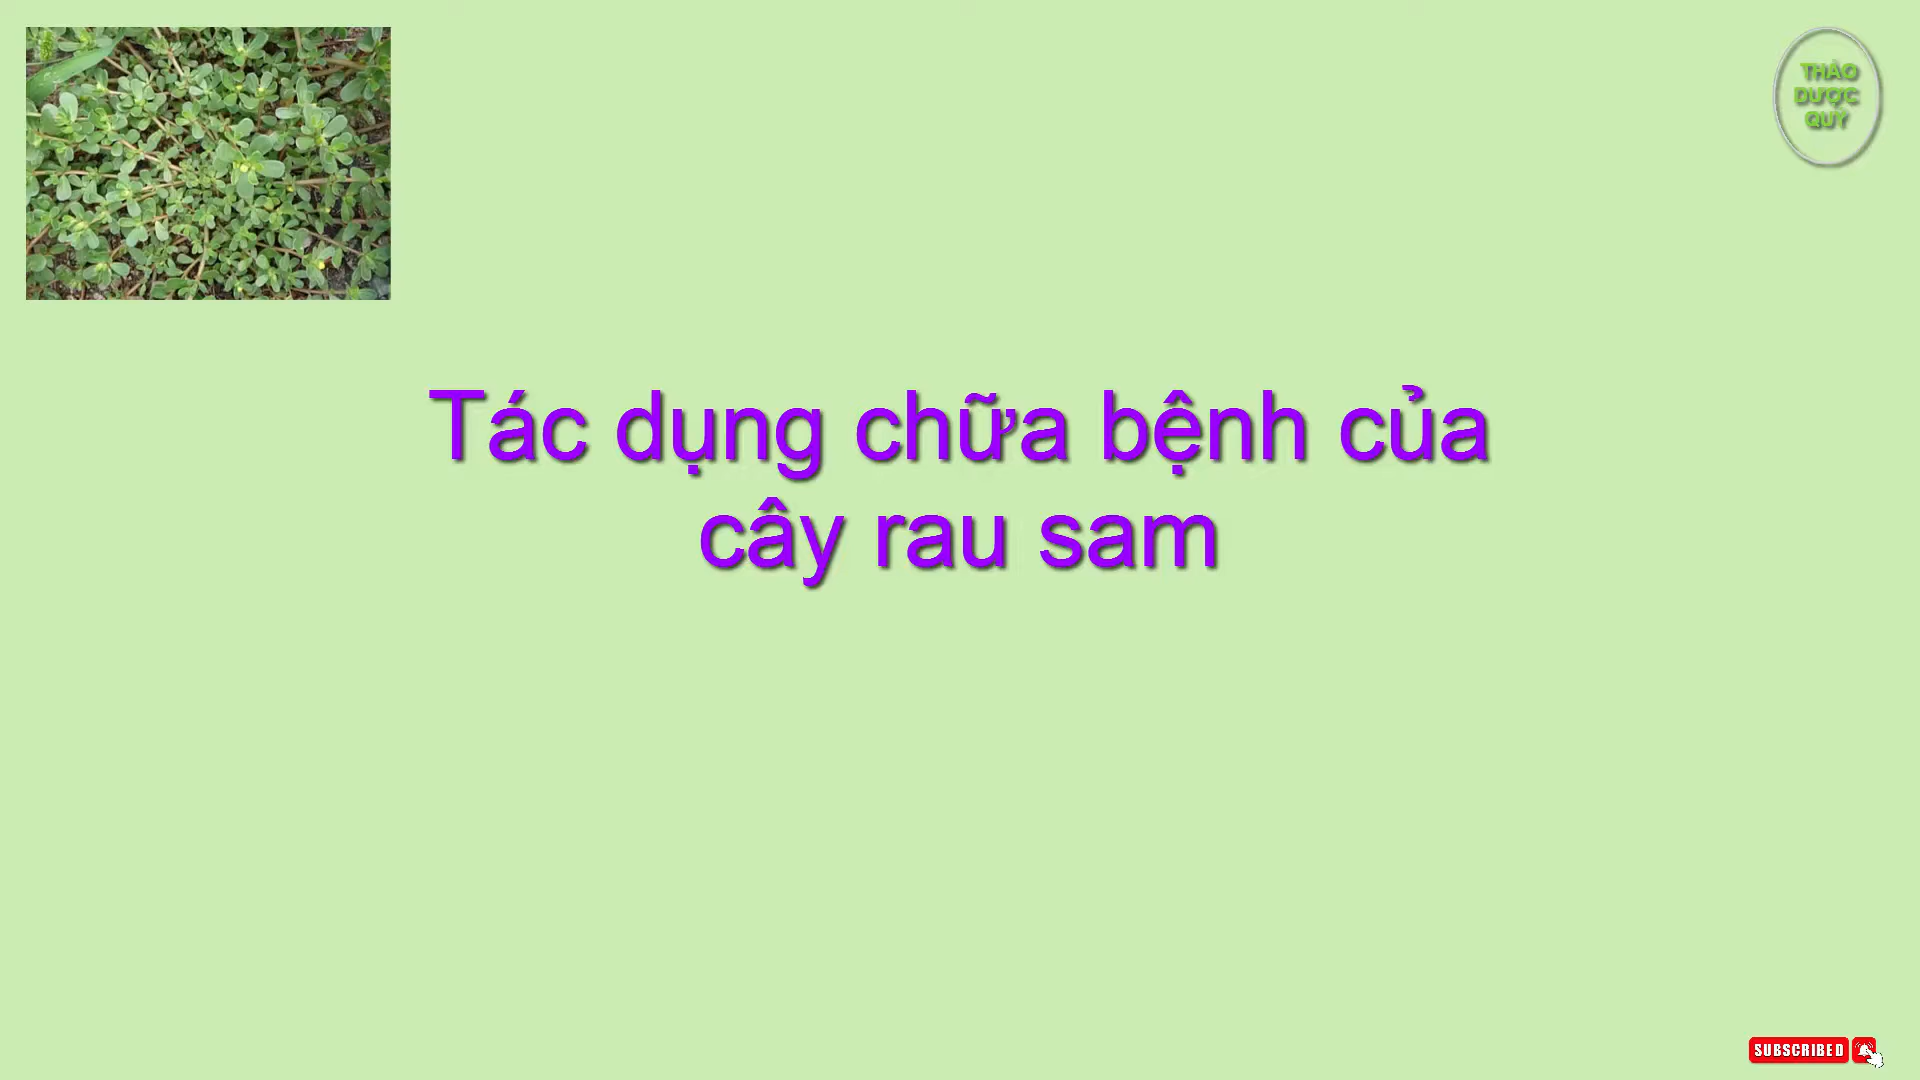 THẢO
DƯỢC
QUÝ
Tác dụng chữa bệnh của
cây rau sam
SUBSCRIBED